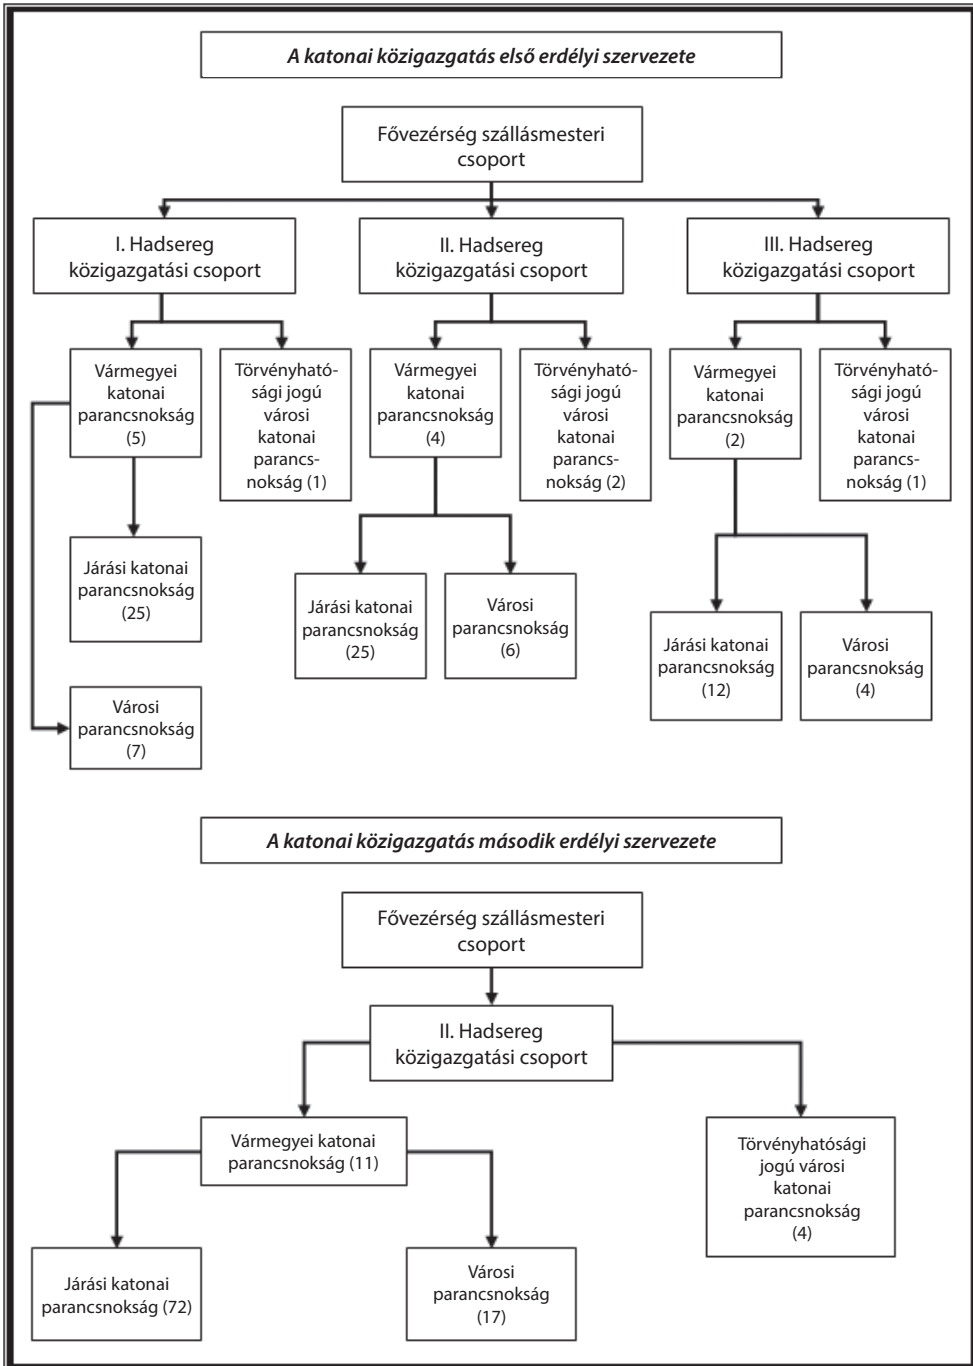 A katonai közigazgatás első erdélyi szervezete
Fővezérség szállásmesteri
csoport
I. Hadsereg
közigazgatási csoport
II. Hadsereg
közigazgatási csoport
III. Hadsereg
közigazgatási csoport
Vármegyei
katonai
parancsnokság
(5)
Törvényható-
sági jogú
városi
katonai
parancs-
nokság (1)
Vármegyei
katonai
parancsnokság
(4)
Törvényható-
sági jogú
városi
katonai
parancs-
nokság (2)
Vármegyei
katonai
parancsnokság
(2)
Törvényható-
sági jogú
városi
katonai
parancs-
nokság (1)
Járási katonai
parancsnokság
(25)
Járási katonai
parancsnokság
(25)
Városi
parancsnokság
(6)
Járási katonai
parancsnokság
(12)
Városi
parancsnokság
(4)
Városi
parancsnokság
(7)
A katonai közigazgatás második erdélyi szervezete
Fővezérség szállásmesteri
csoport
II. Hadsereg
közigazgatási csoport
Vármegyei katonai
parancsnokság (11)
Törvényhatósági
jogú városi
katonai
parancsnokság
(4)
Járási katonai
parancsnokság (72)
Városi
parancsnokság
(17)